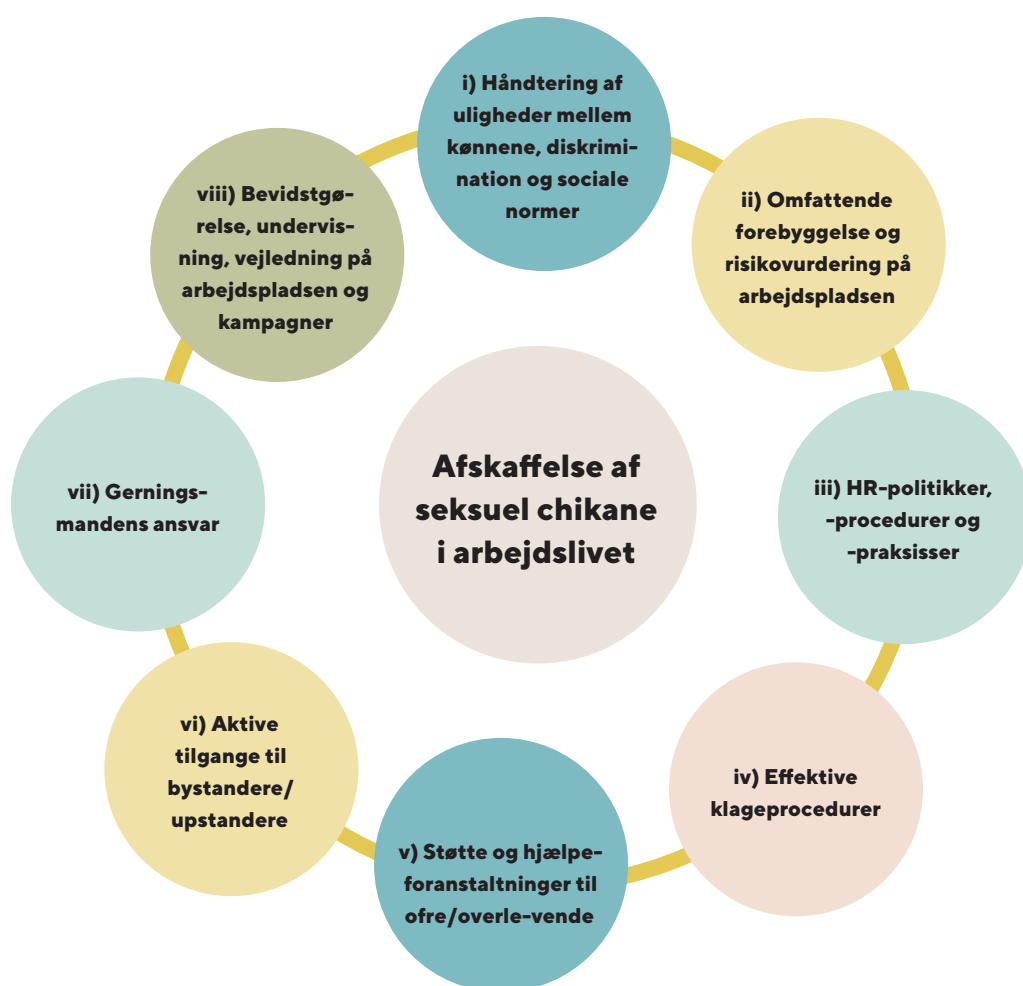 i) Håndtering af
uligheder mellem
kønnene, diskrimi-
nation og sociale
normer
ii) Omfattende
forebyggelse og
risikovurdering på
arbejdspladsen
iii) HR-politikker,
-procedurer og
-praksisser
iv) Effektive
klageprocedurer
v) Støtte og hjælpe-
foranstaltninger til
ofre/overle-vende
vi) Aktive
tilgange til
bystandere/
upstandere
vii) Gernings-
mandens ansvar
viii) Bevidstgø-
relse, undervis-
ning, vejledning på
arbejdspladsen og
kampagner
Afskaffelse af
seksuel chikane
i arbejdslivet